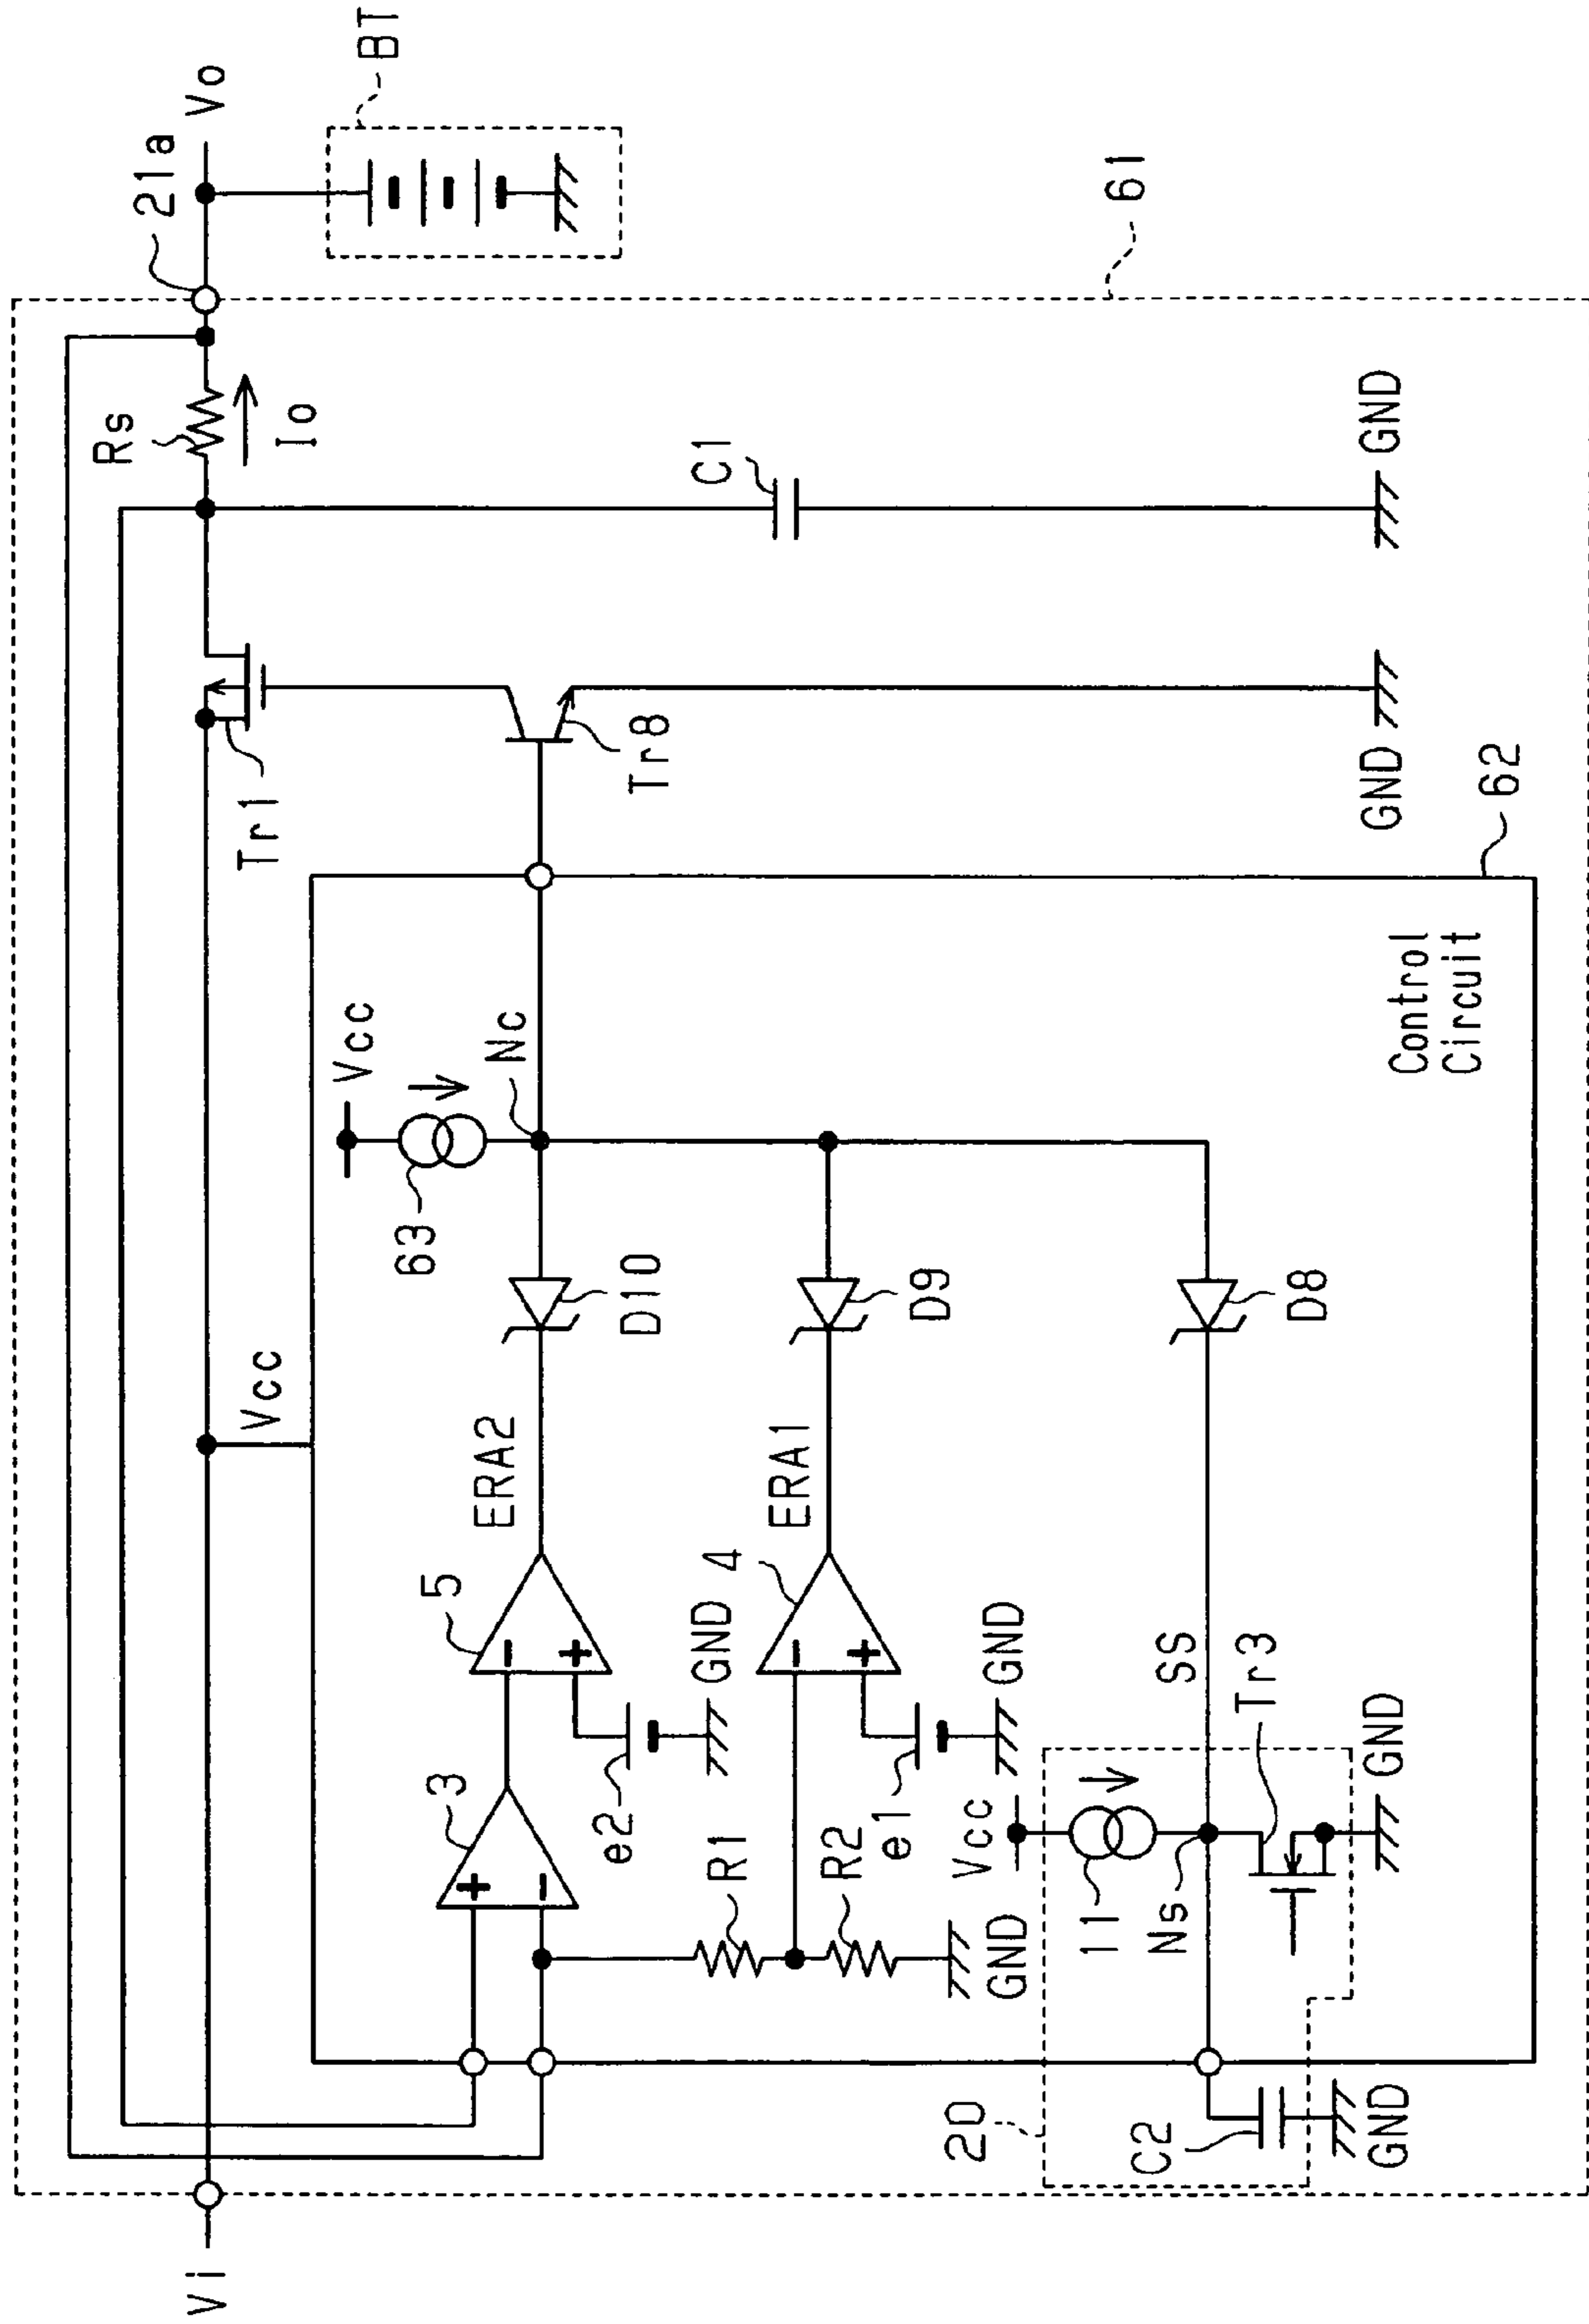 Vi
Vcc
Tr1
Rs
Io
21a
Vo
BT
61
C1
GND
Tr8
GND
62
Control
Circuit
Vcc
63
Nc
D10
D9
D8
ERA2
ERA1
SS
5
4
3
e2
GND
e1
GND
R1
R2
GND
Vcc
11
Ns
Tr3
GND
20
C2
GND